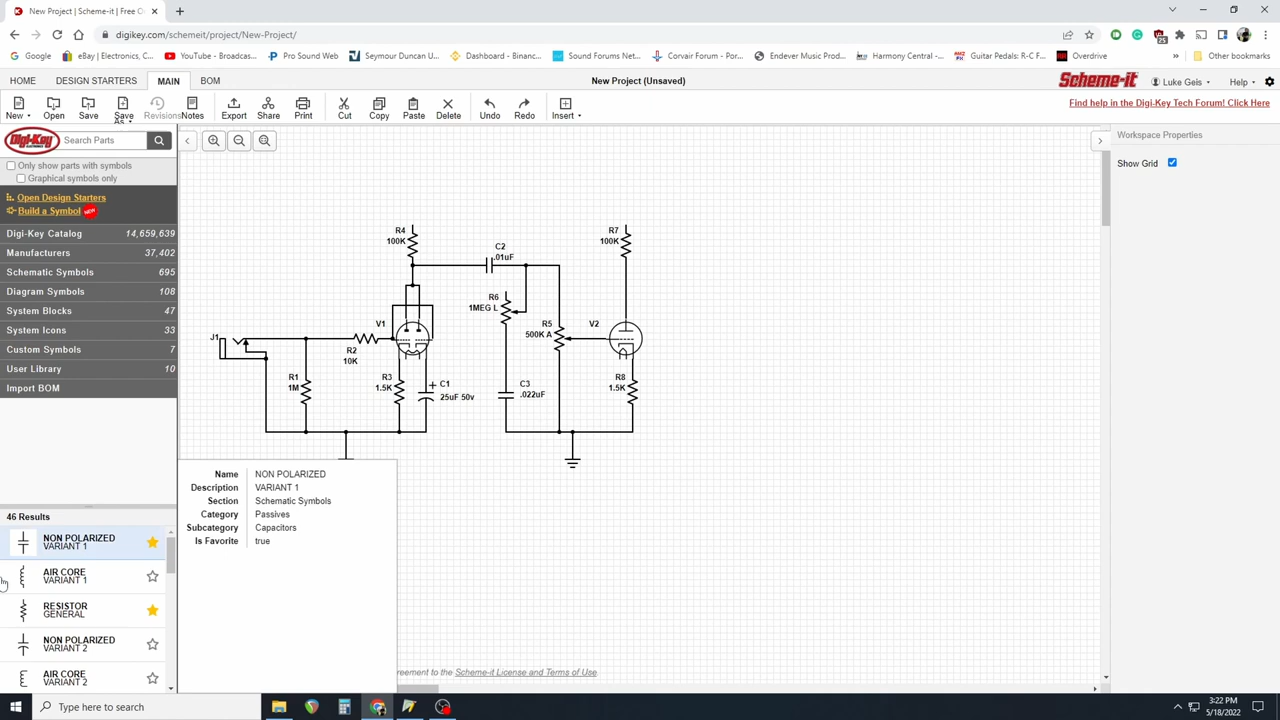 New Project | Scheme-it | Free O
digikey.com/schemeit/project/New-Project/
Google
eBay | Electronics, C...
YouTube - Broadcas...
Pro Sound Web
Seymour Duncan U...
Dashboard - Binanc...
Sound Forums Net...
Corvair Forum - Por...
Endever Music Prod...
Harmony Central -...
Guitar Pedals: R-C F...
Overdrive
»
Other bookmarks
HOME
DESIGN STARTERS
MAIN
BOM
New Project (Unsaved)
Scheme-it
Luke Geis
Help
New
Open
Save
Save As
Revisions
Notes
Export
Share
Print
Cut
Copy
Paste
Delete
Undo
Redo
Insert
Find help in the Digi-Key Tech Forum! Click Here
Digi-Key
Search Parts
Only show parts with symbols
Graphical symbols only
Open Design Starters
Build a Symbol NEW
Digi-Key Catalog 14,659,639
Manufacturers 37,402
Schematic Symbols 695
Diagram Symbols 108
System Blocks 47
System Icons 33
Custom Symbols 7
User Library 10
Import BOM
Workspace Properties
Show Grid
R4
100K
R7
100K
C2
.01uF
R6
1MEG L
V1
R5
500K A
V2
J1
R2
10K
R1
1M
R3
1.5K
C1
25uF 50v
C3
.022uF
R8
1.5K
Name NON POLARIZED
Description VARIANT 1
Section Schematic Symbols
Category Passives
Subcategory Capacitors
Is Favorite true
46 Results
NON POLARIZED
VARIANT 1
AIR CORE
VARIANT 1
RESISTOR
GENERAL
NON POLARIZED
VARIANT 2
AIR CORE
VARIANT 2
reement to the Scheme-it License and Terms of Use.
Type here to search
3:22 PM
5/18/2022